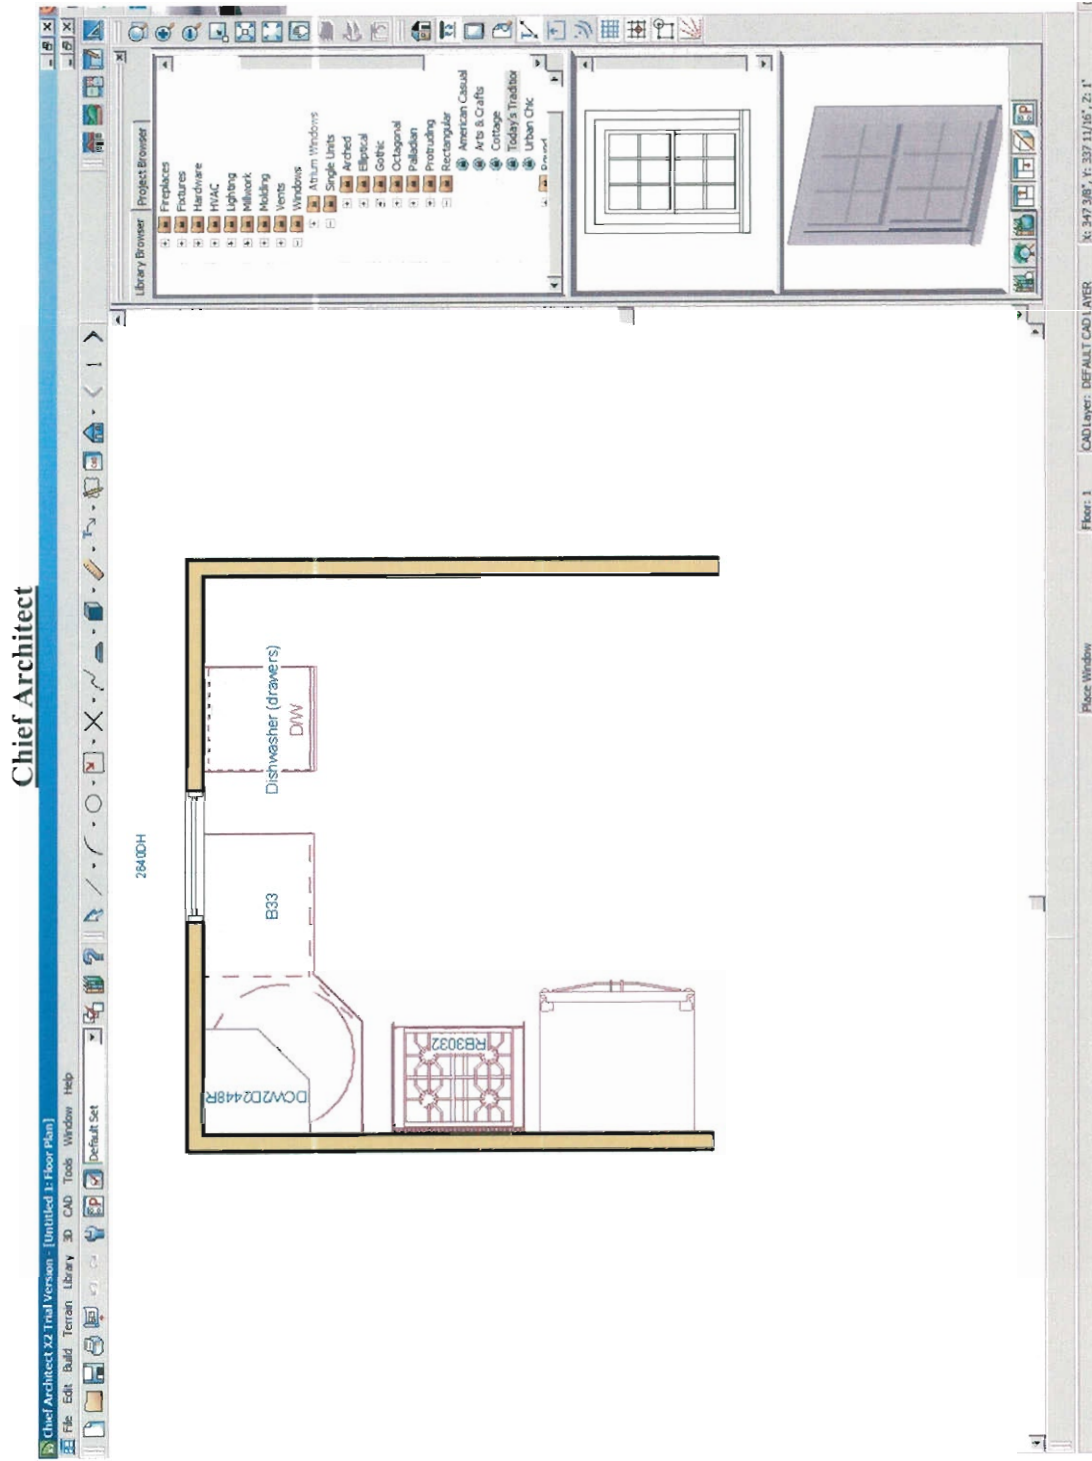 Chief Architect
Chief Architect X2 Trial Version - [Untitled 1: Floor Plan]
File Edit Build Terrain Library 3D CAD Tools Window Help
Default Set
1
Library Browser
Project Browser
Fireplaces
Fixtures
Hardware
HVAC
Lighting
Millwork
Molding
Vents
Windows
Atrium Windows
Single Units
Arched
Elliptical
Gothic
Octagonal
Palladian
Protruding
Rectangular
American Casual
Arts & Crafts
Cottage
Today's Tradition
Urban Chic
Round
2640DH
B33
Dishwasher (drawers)
D/W
DCW2D2448R
RB3032
Place Window
Floor: 1
CAD Layer: DEFAULT CAD LAYER